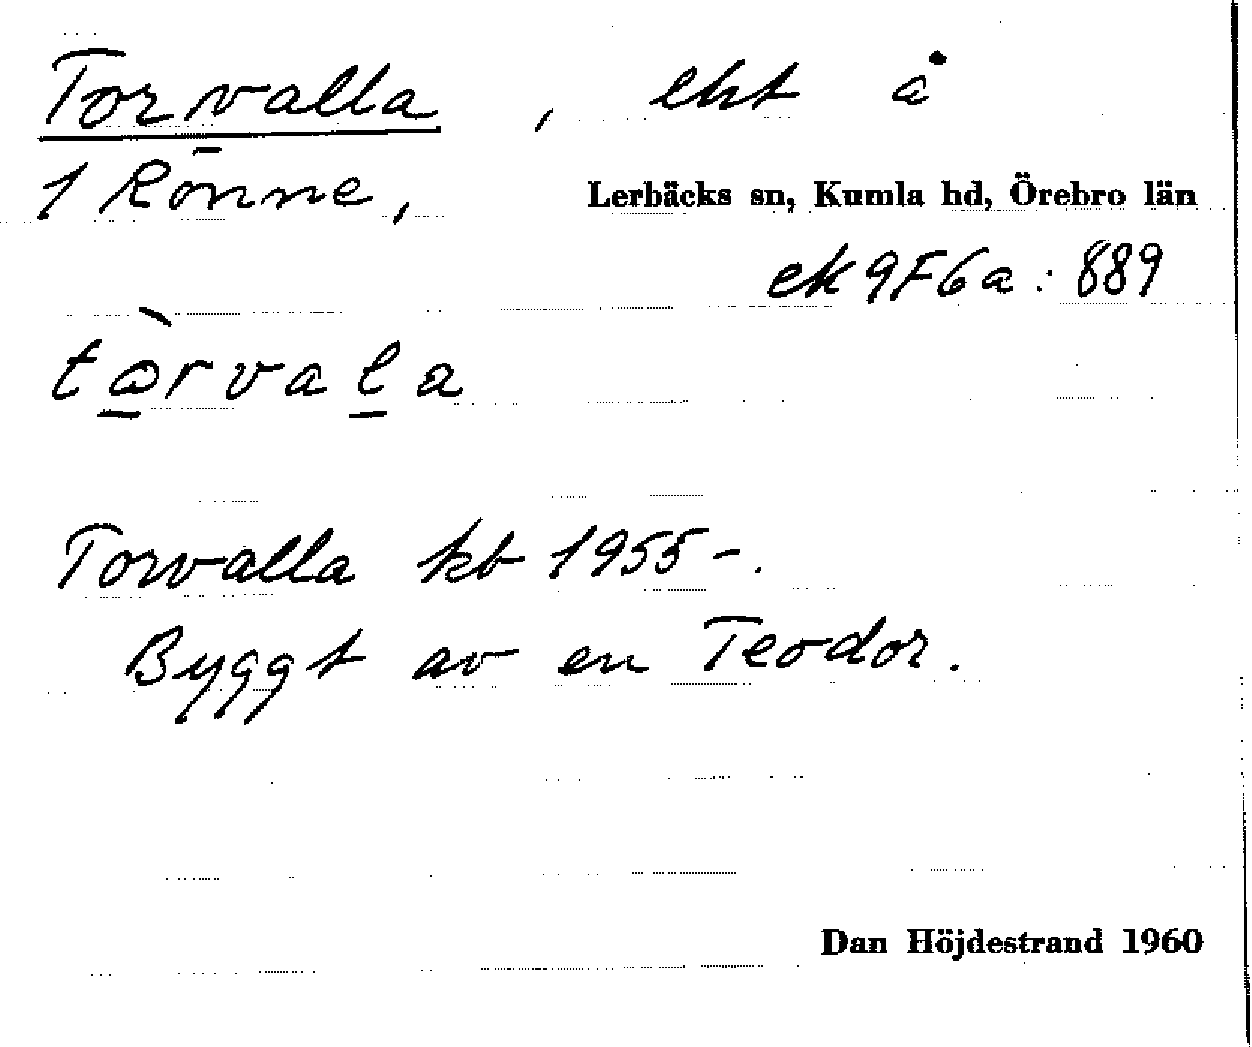 Torvalla, eht å
1 Rönne, Lerbäcks sn, Kumla hd, Örebro län
ek 9F6a:889
tòrvala
Torvalla kb 1955-.
Byggt av en Teodor.
Dan Höjdestrand 1960